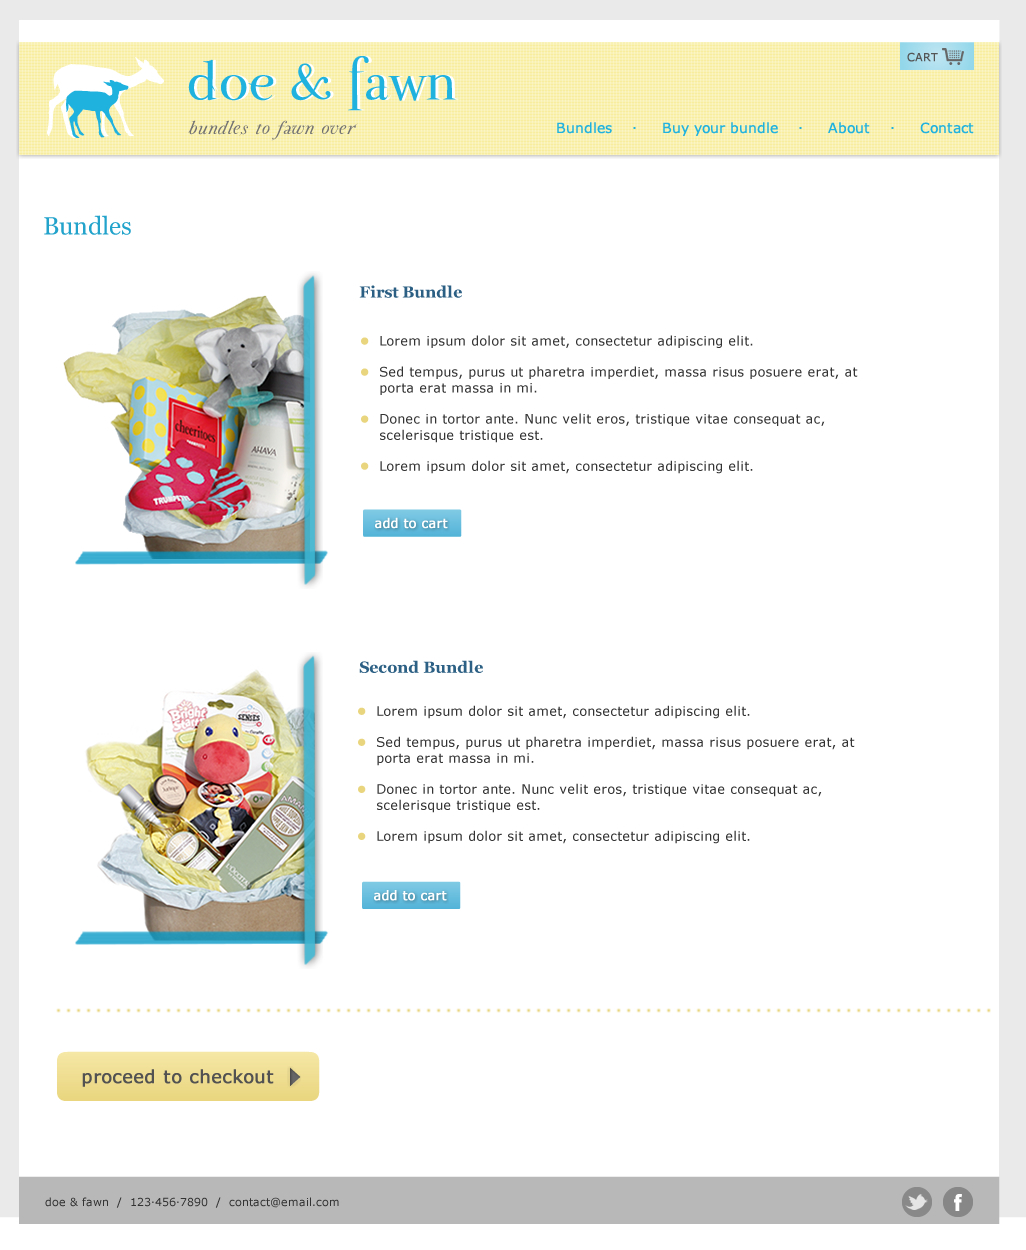 CART
doe & fawn
bundles to fawn over
Bundles · Buy your bundle · About · Contact
Bundles
First Bundle
Lorem ipsum dolor sit amet, consectetur adipiscing elit.
Sed tempus, purus ut pharetra imperdiet, massa risus posuere erat, at
porta erat massa in mi.
Donec in tortor ante. Nunc velit eros, tristique vitae consequat ac,
scelerisque tristique est.
Lorem ipsum dolor sit amet, consectetur adipiscing elit.
add to cart
cheeritoes
AHAVA
TRUMPETTE
Second Bundle
Lorem ipsum dolor sit amet, consectetur adipiscing elit.
Sed tempus, purus ut pharetra imperdiet, massa risus posuere erat, at
porta erat massa in mi.
Donec in tortor ante. Nunc velit eros, tristique vitae consequat ac,
scelerisque tristique est.
Lorem ipsum dolor sit amet, consectetur adipiscing elit.
add to cart
Bright
SENSES
0+
proceed to checkout
doe & fawn / 123·456·7890 / contact@email.com